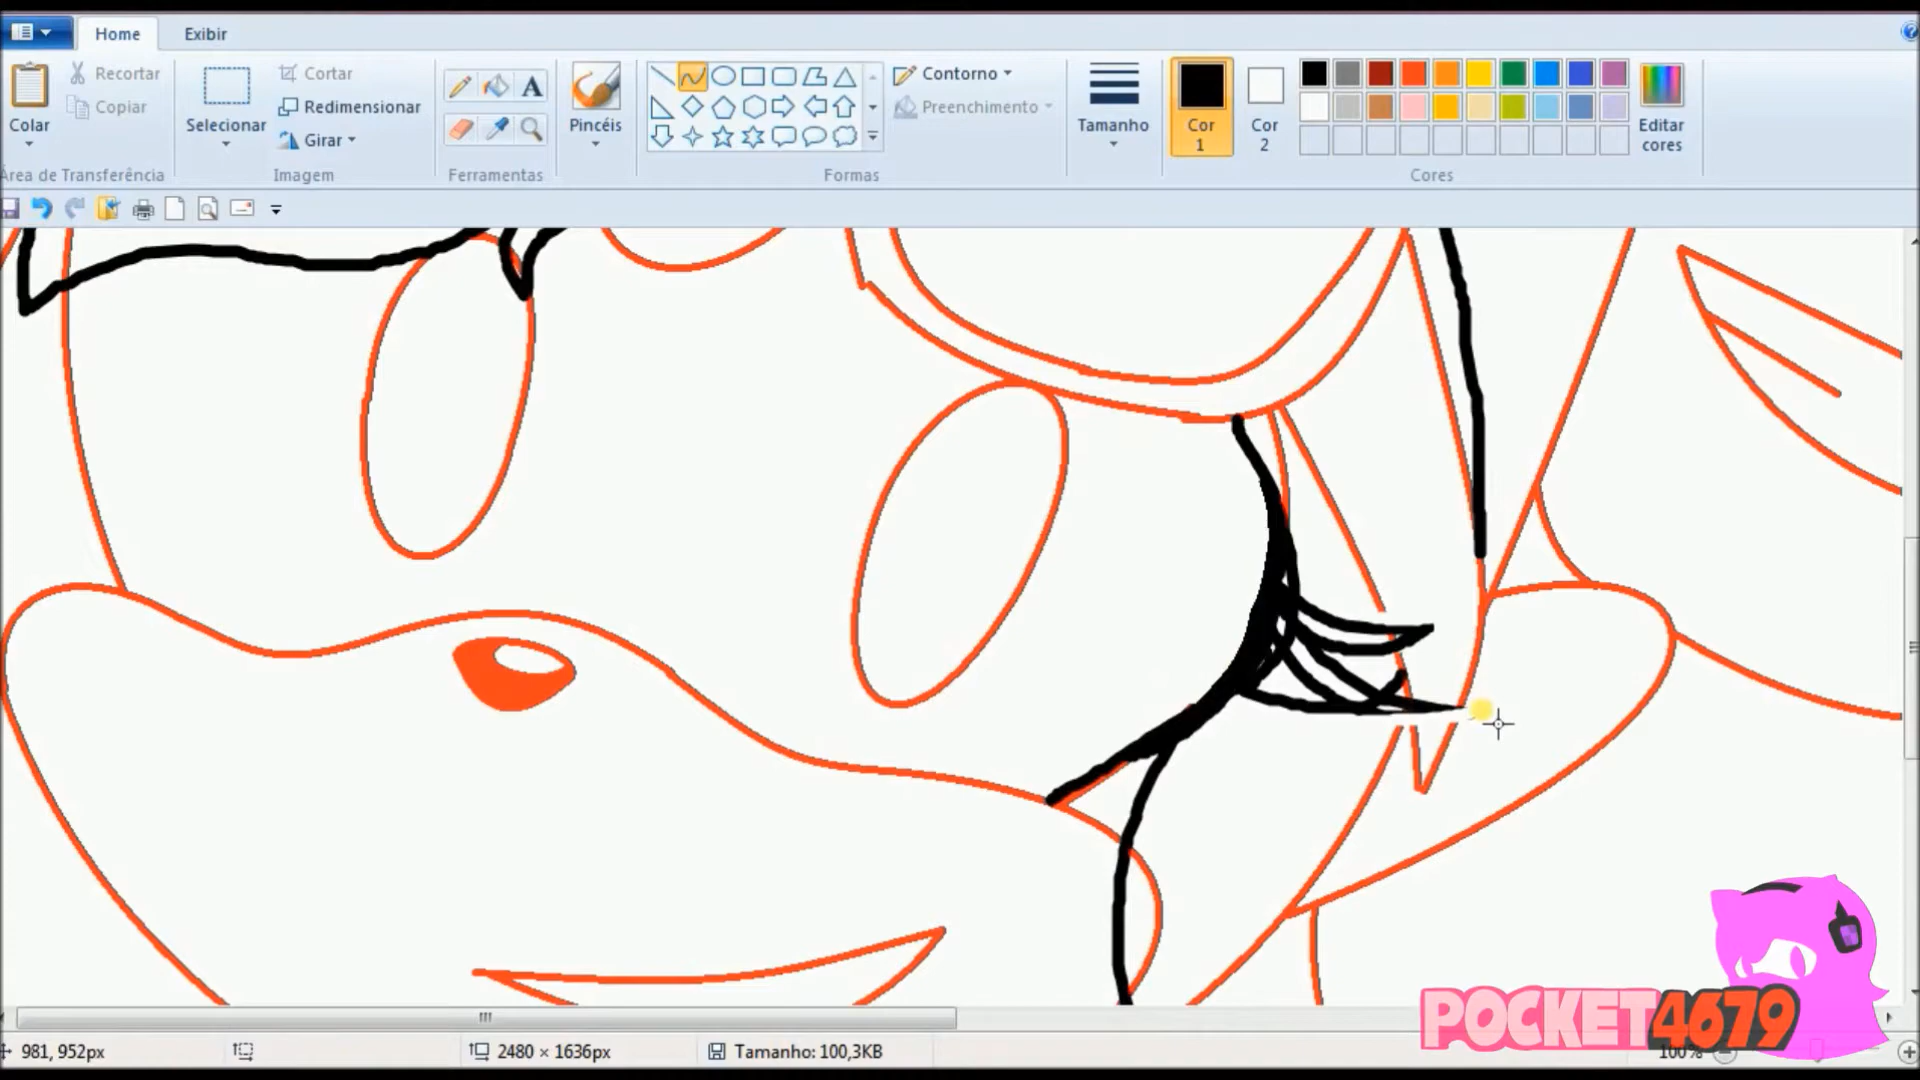 Home Exibir
Recortar Cortar Contorno
Copiar Redimensionar Preenchimento
Colar Selecionar Girar Pincéis Tamanho Cor 1 Cor 2 Editar cores
Área de Transferência Imagem Ferramentas Formas Cores
POCKET4679
981, 952px 2480 × 1636px Tamanho: 100,3KB 100%